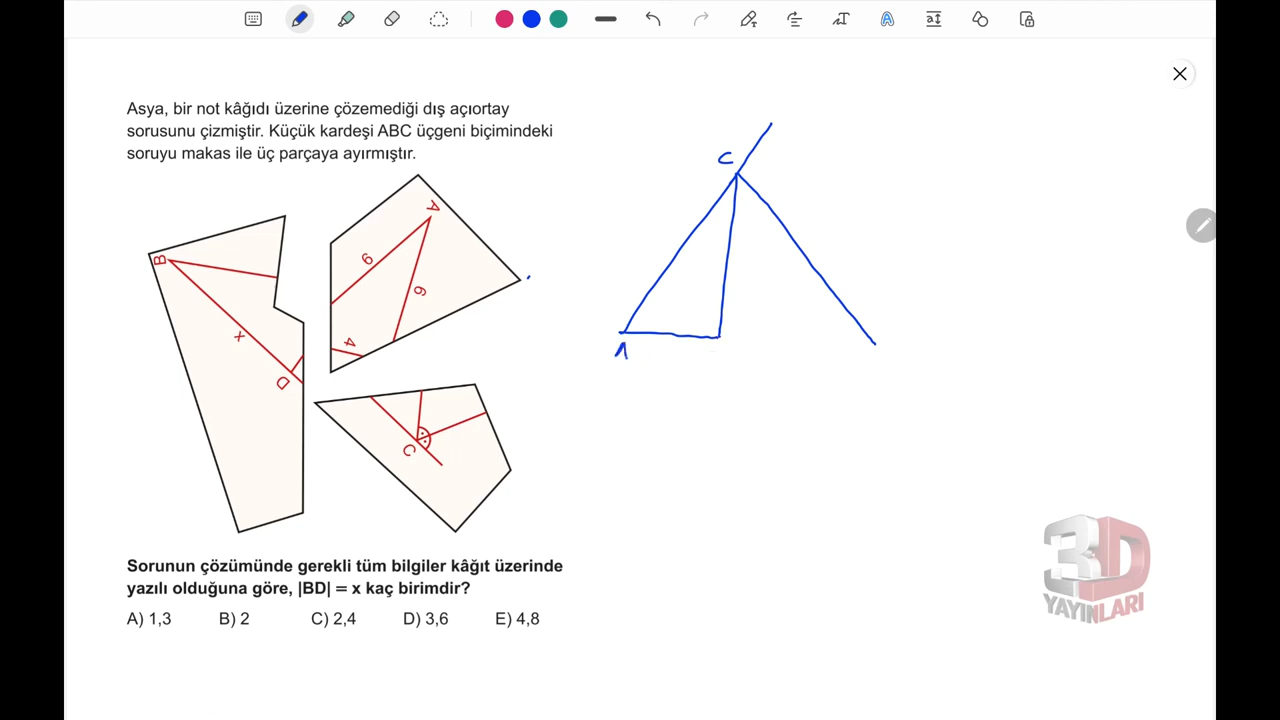 Asya, bir not kâğıdı üzerine çözemediği dış açıortay
sorusunu çizmiştir. Küçük kardeşi ABC üçgeni biçimindeki
soruyu makas ile üç parçaya ayırmıştır.
C
A
A
B
9
6
x
4
D
C
Sorunun çözümünde gerekli tüm bilgiler kâğıt üzerinde
yazılı olduğuna göre, |BD| = x kaç birimdir?
A) 1,3 B) 2 C) 2,4 D) 3,6 E) 4,8
3D
YAYINLARI